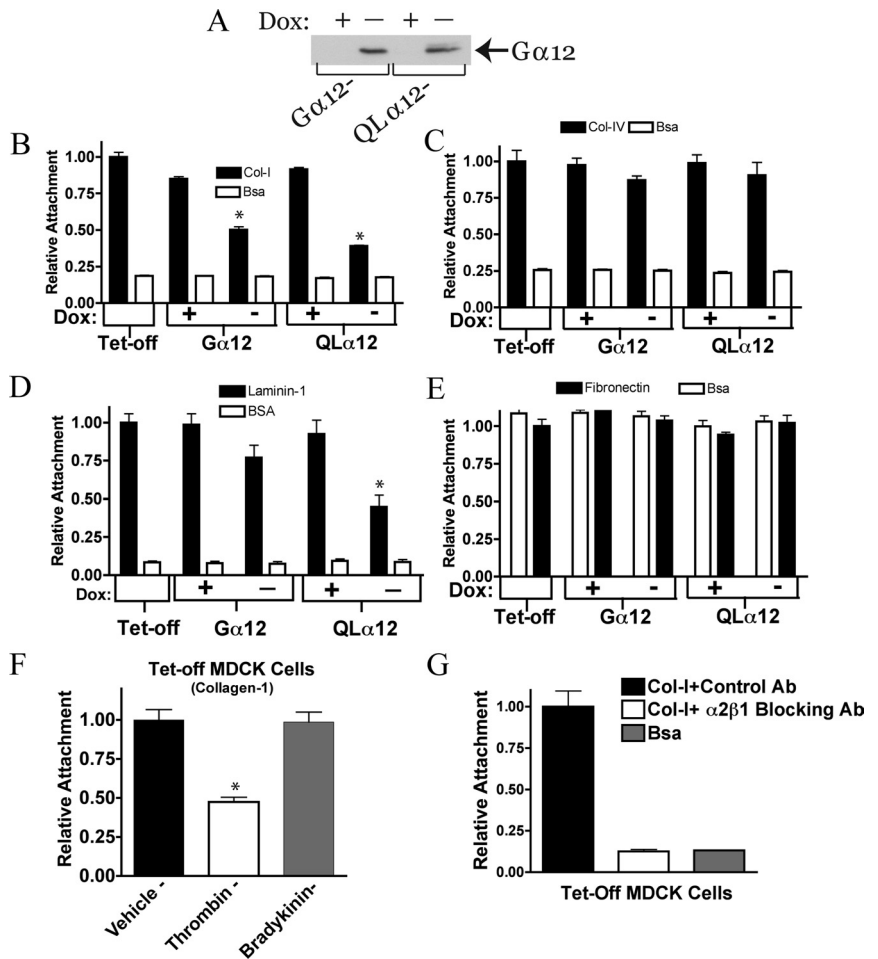 A
Dox: + — + —
Gα12
Gα12-
QLα12-
B
Relative Attachment
1.00
0.75
0.50
0.25
0.00
Col-I
Bsa
*
*
Dox: + - + -
Tet-off Gα12 QLα12
C
Col-IV Bsa
Relative Attachment
1.00
0.75
0.50
0.25
0.00
Dox: + - + -
Tet-off Gα12 QLα12
D
Laminin-1
BSA
Relative Attachment
1.00
0.75
0.50
0.25
0.00
*
Dox: + — + —
Tet-off Gα12 QLα12
E
Fibronectin Bsa
Relative Attachment
1.00
0.75
0.50
0.25
0.00
Dox: + - + -
Tet-off Gα12 QLα12
F
Tet-off MDCK Cells
(Collagen-1)
Relative Attachment
1.00
0.75
0.50
0.25
0.00
*
Vehicle -
Thrombin -
Bradykinin-
G
Col-I+Control Ab
Col-I+ α2β1 Blocking Ab
Bsa
Relative Attachment
1.00
0.75
0.50
0.25
0.00
Tet-Off MDCK Cells